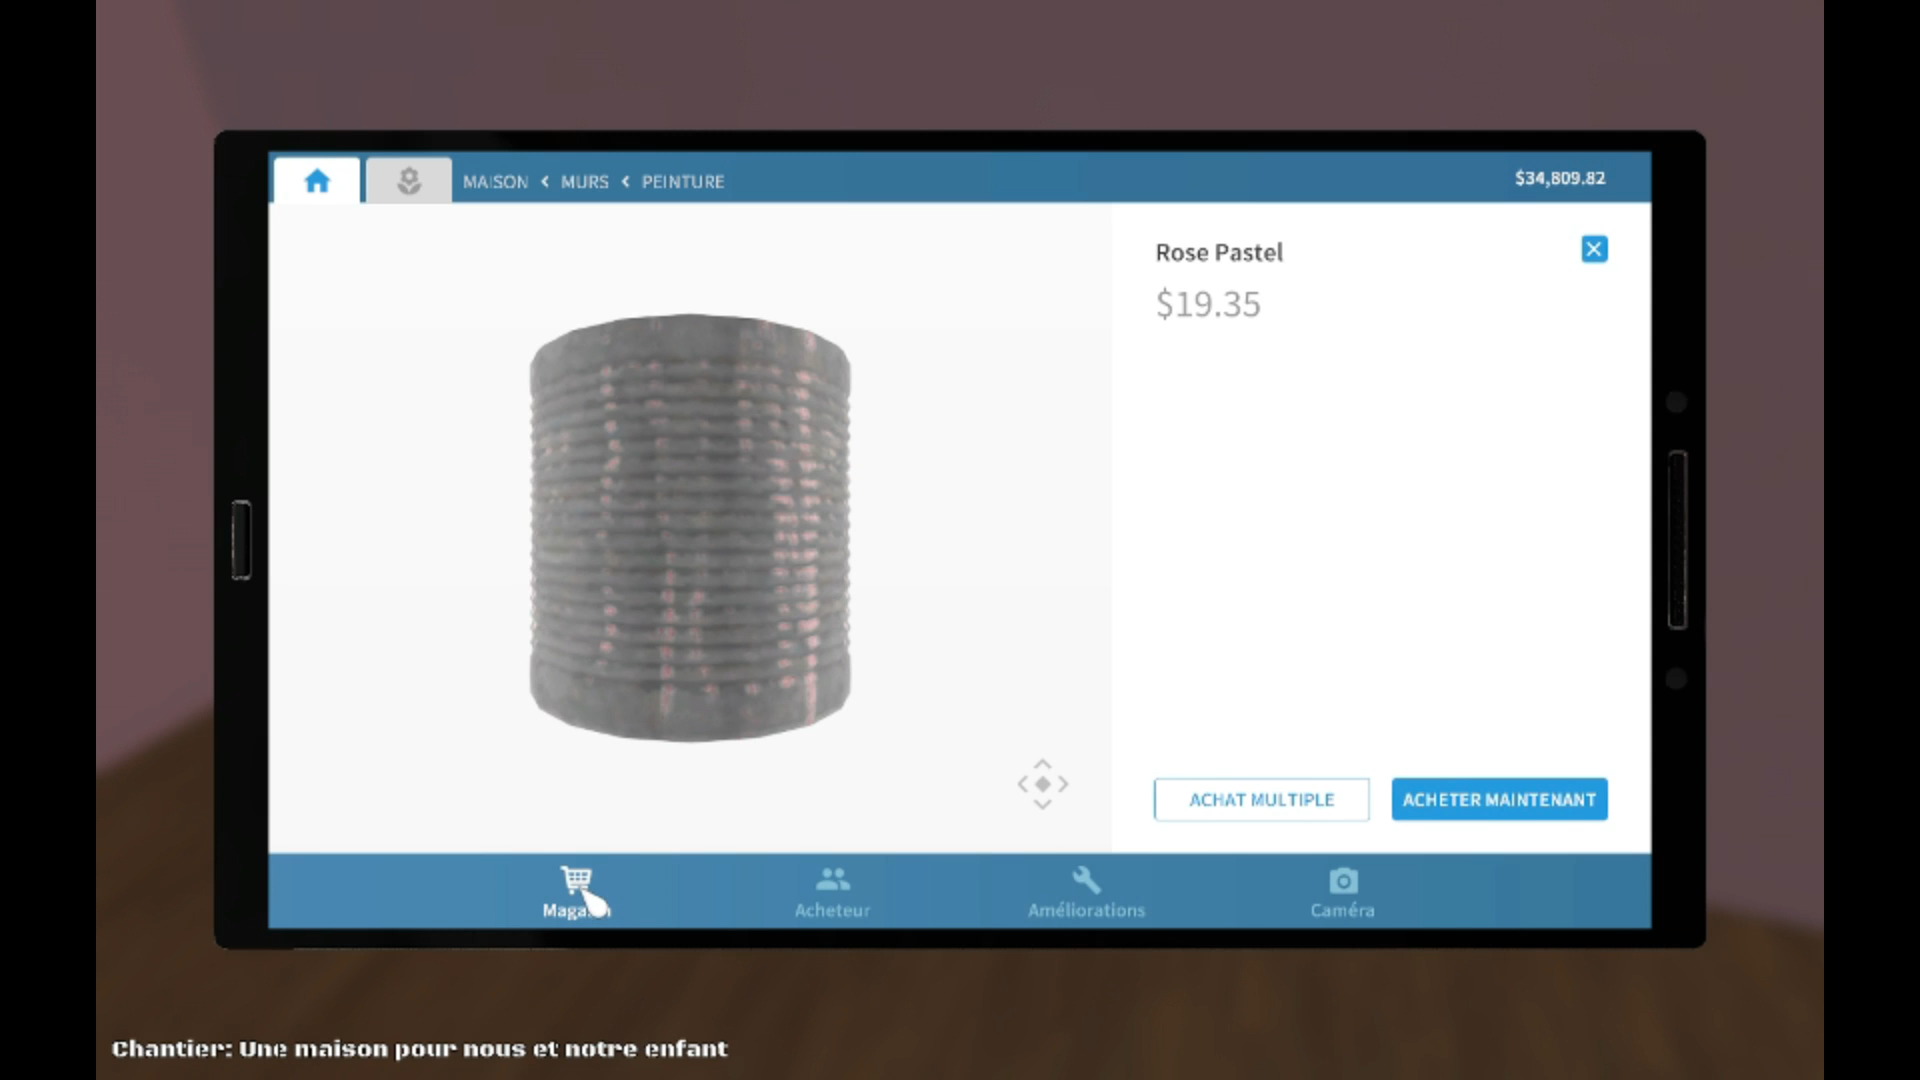 MAISON < MURS < PEINTURE
$34,809.82
Rose Pastel
$19.35
ACHAT MULTIPLE
ACHETER MAINTENANT
Acheteur
Améliorations
Caméra
Chantier: Une maison pour nous et notre enfant